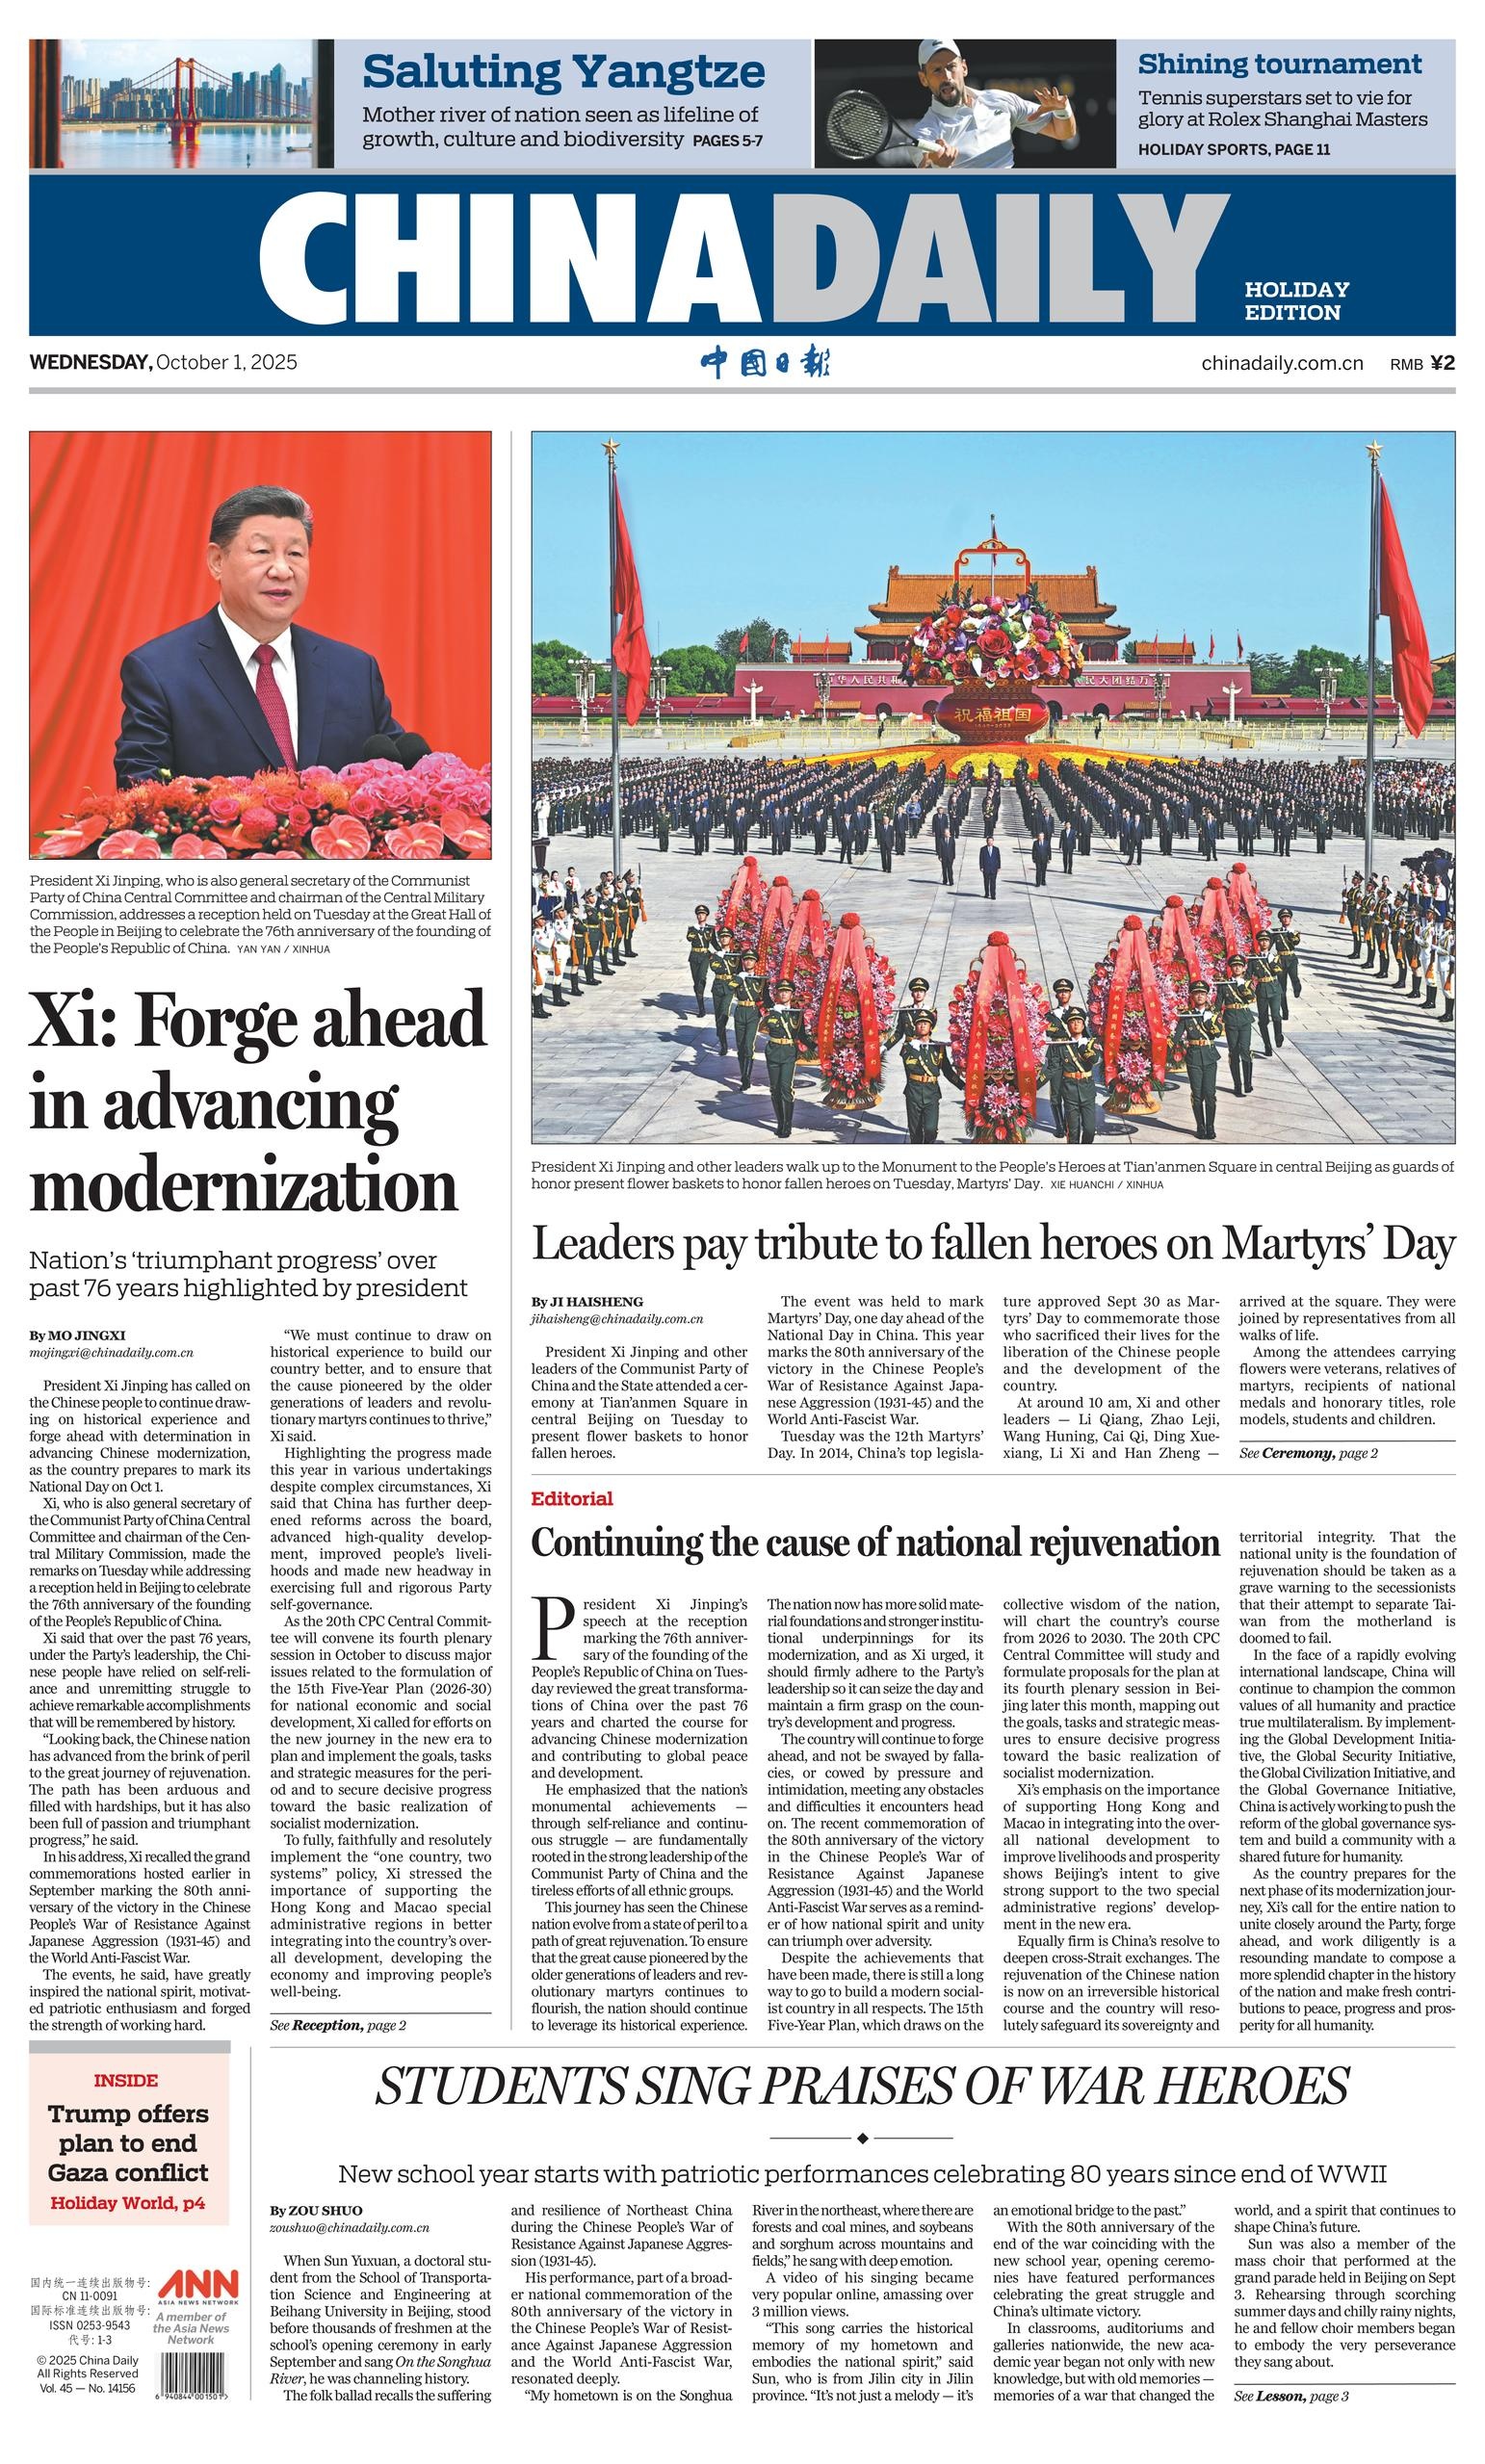 Saluting Yangtze
Mother river of nation seen as lifeline of
growth, culture and biodiversity PAGES 5-7
Shining tournament
Tennis superstars set to vie for
glory at Rolex Shanghai Masters
HOLIDAY SPORTS, PAGE 11
CHINADAILY
HOLIDAY
EDITION
WEDNESDAY, October 1, 2025
中國日報
chinadaily.com.cn RMB ¥2
President Xi Jinping, who is also general secretary of the Communist
Party of China Central Committee and chairman of the Central Military
Commission, addresses a reception held on Tuesday at the Great Hall of
the People in Beijing to celebrate the 76th anniversary of the founding of
the People's Republic of China. YAN YAN / XINHUA
Xi: Forge ahead
in advancing
modernization
Nation's ‘triumphant progress’ over
past 76 years highlighted by president
By MO JINGXI
mojingxi@chinadaily.com.cn
President Xi Jinping has called on
the Chinese people to continue draw-
ing on historical experience and
forge ahead with determination in
advancing Chinese modernization,
as the country prepares to mark its
National Day on Oct 1.
Xi, who is also general secretary of
the Communist Party of China Central
Committee and chairman of the Cen-
tral Military Commission, made the
remarks on Tuesday while addressing
a reception held in Beijing to celebrate
the 76th anniversary of the founding
of the People's Republic of China.
Xi said that over the past 76 years,
under the Party's leadership, the Chi-
nese people have relied on self-reli-
ance and unremitting struggle to
achieve remarkable accomplishments
that will be remembered by history.
“Looking back, the Chinese nation
has advanced from the brink of peril
to the great journey of rejuvenation.
The path has been arduous and
filled with hardships, but it has also
been full of passion and triumphant
progress,” he said.
In his address, Xi recalled the grand
commemorations hosted earlier in
September marking the 80th anni-
versary of the victory in the Chinese
People's War of Resistance Against
Japanese Aggression (1931-45) and
the World Anti-Fascist War.
The events, he said, have greatly
inspired the national spirit, motivat-
ed patriotic enthusiasm and forged
the strength of working hard.
“We must continue to draw on
historical experience to build our
country better, and to ensure that
the cause pioneered by the older
generations of leaders and revolu-
tionary martyrs continues to thrive,”
Xi said.
Highlighting the progress made
this year in various undertakings
despite complex circumstances, Xi
said that China has further deep-
ened reforms across the board,
advanced high-quality develop-
ment, improved people's liveli-
hoods and made new headway in
exercising full and rigorous Party
self-governance.
As the 20th CPC Central Commit-
tee will convene its fourth plenary
session in October to discuss major
issues related to the formulation of
the 15th Five-Year Plan (2026-30)
for national economic and social
development, Xi called for efforts on
the new journey in the new era to
plan and implement the goals, tasks
and strategic measures for the peri-
od and to secure decisive progress
toward the basic realization of
socialist modernization.
To fully, faithfully and resolutely
implement the “one country, two
systems” policy, Xi stressed the
importance of supporting the
Hong Kong and Macao special
administrative regions in better
integrating into the country's over-
all development, developing the
economy and improving people's
well-being.
See Reception, page 2
祝福祖国
President Xi Jinping and other leaders walk up to the Monument to the People's Heroes at Tian'anmen Square in central Beijing as guards of
honor present flower baskets to honor fallen heroes on Tuesday, Martyrs' Day. XIE HUANCHI / XINHUA
Leaders pay tribute to fallen heroes on Martyrs' Day
By JI HAISHENG
jihaisheng@chinadaily.com.cn
President Xi Jinping and other
leaders of the Communist Party of
China and the State attended a cer-
emony at Tian'anmen Square in
central Beijing on Tuesday to
present flower baskets to honor
fallen heroes.
The event was held to mark
Martyrs' Day, one day ahead of the
National Day in China. This year
marks the 80th anniversary of the
victory in the Chinese People's
War of Resistance Against Japa-
nese Aggression (1931-45) and the
World Anti-Fascist War.
Tuesday was the 12th Martyrs'
Day. In 2014, China's top legisla-
ture approved Sept 30 as Mar-
tyrs' Day to commemorate those
who sacrificed their lives for the
liberation of the Chinese people
and the development of the
country.
At around 10 am, Xi and other
leaders — Li Qiang, Zhao Leji,
Wang Huning, Cai Qi, Ding Xue-
xiang, Li Xi and Han Zheng —
arrived at the square. They were
joined by representatives from all
walks of life.
Among the attendees carrying
flowers were veterans, relatives of
martyrs, recipients of national
medals and honorary titles, role
models, students and children.
See Ceremony, page 2
Editorial
Continuing the cause of national rejuvenation
President Xi Jinping's
speech at the reception
marking the 76th anniver-
sary of the founding of the
People's Republic of China on Tues-
day reviewed the great transforma-
tions of China over the past 76
years and charted the course for
advancing Chinese modernization
and contributing to global peace
and development.
He emphasized that the nation's
monumental achievements —
through self-reliance and continu-
ous struggle — are fundamentally
rooted in the strong leadership of the
Communist Party of China and the
tireless efforts of all ethnic groups.
This journey has seen the Chinese
nation evolve from a state of peril to a
path of great rejuvenation. To ensure
that the great cause pioneered by the
older generations of leaders and rev-
olutionary martyrs continues to
flourish, the nation should continue
to leverage its historical experience.
The nation now has more solid mate-
rial foundations and stronger institu-
tional underpinnings for its
modernization, and as Xi urged, it
should firmly adhere to the Party's
leadership so it can seize the day and
maintain a firm grasp on the coun-
try's development and progress.
The country will continue to forge
ahead, and not be swayed by falla-
cies, or cowed by pressure and
intimidation, meeting any obstacles
and difficulties it encounters head
on. The recent commemoration of
the 80th anniversary of the victory
in the Chinese People's War of
Resistance Against Japanese
Aggression (1931-45) and the World
Anti-Fascist War serves as a remind-
er of how national spirit and unity
can triumph over adversity.
Despite the achievements that
have been made, there is still a long
way to go to build a modern social-
ist country in all respects. The 15th
Five-Year Plan, which draws on the
collective wisdom of the nation,
will chart the country's course
from 2026 to 2030. The 20th CPC
Central Committee will study and
formulate proposals for the plan at
its fourth plenary session in Bei-
jing later this month, mapping out
the goals, tasks and strategic meas-
ures to ensure decisive progress
toward the basic realization of
socialist modernization.
Xi's emphasis on the importance
of supporting Hong Kong and
Macao in integrating into the over-
all national development to
improve livelihoods and prosperity
shows Beijing's intent to give
strong support to the two special
administrative regions' develop-
ment in the new era.
Equally firm is China's resolve to
deepen cross-Strait exchanges. The
rejuvenation of the Chinese nation
is now on an irreversible historical
course and the country will reso-
lutely safeguard its sovereignty and
territorial integrity. That the
national unity is the foundation of
rejuvenation should be taken as a
grave warning to the secessionists
that their attempt to separate Tai-
wan from the motherland is
doomed to fail.
In the face of a rapidly evolving
international landscape, China will
continue to champion the common
values of all humanity and practice
true multilateralism. By implement-
ing the Global Development Initia-
tive, the Global Security Initiative,
the Global Civilization Initiative, and
the Global Governance Initiative,
China is actively working to push the
reform of the global governance sys-
tem and build a community with a
shared future for humanity.
As the country prepares for the
next phase of its modernization jour-
ney, Xi's call for the entire nation to
unite closely around the Party, forge
ahead, and work diligently is a
resounding mandate to compose a
more splendid chapter in the history
of the nation and make fresh contri-
butions to peace, progress and pros-
perity for all humanity.
INSIDE
Trump offers
plan to end
Gaza conflict
Holiday World, p4
国内统一连续出版物号:
CN 11-0091
国际标准连续出版物号:
ISSN 0253-9543
代号: 1-3
© 2025 China Daily
All Rights Reserved
Vol. 45 — No. 14156
ANN
ASIA NEWS NETWORK
A member of
the Asia News
Network
6 940844 001501
STUDENTS SING PRAISES OF WAR HEROES
New school year starts with patriotic performances celebrating 80 years since end of WWII
By ZOU SHUO
zoushuo@chinadaily.com.cn
When Sun Yuxuan, a doctoral stu-
dent from the School of Transporta-
tion Science and Engineering at
Beihang University in Beijing, stood
before thousands of freshmen at the
school's opening ceremony in early
September and sang On the Songhua
River, he was channeling history.
The folk ballad recalls the suffering
and resilience of Northeast China
during the Chinese People's War of
Resistance Against Japanese Aggres-
sion (1931-45).
His performance, part of a broad-
er national commemoration of the
80th anniversary of the victory in
the Chinese People's War of Resist-
ance Against Japanese Aggression
and the World Anti-Fascist War,
resonated deeply.
“My hometown is on the Songhua
River in the northeast, where there are
forests and coal mines, and soybeans
and sorghum across mountains and
fields,” he sang with deep emotion.
A video of his singing became
very popular online, amassing over
3 million views.
“This song carries the historical
memory of my hometown and
embodies the national spirit,” said
Sun, who is from Jilin city in Jilin
province. “It's not just a melody — it's
an emotional bridge to the past.”
With the 80th anniversary of the
end of the war coinciding with the
new school year, opening ceremo-
nies have featured performances
celebrating the great struggle and
China's ultimate victory.
In classrooms, auditoriums and
galleries nationwide, the new aca-
demic year began not only with new
knowledge, but with old memories —
memories of a war that changed the
world, and a spirit that continues to
shape China's future.
Sun was also a member of the
mass choir that performed at the
grand parade held in Beijing on Sept
3. Rehearsing through scorching
summer days and chilly rainy nights,
he and fellow choir members began
to embody the very perseverance
they sang about.
See Lesson, page 3